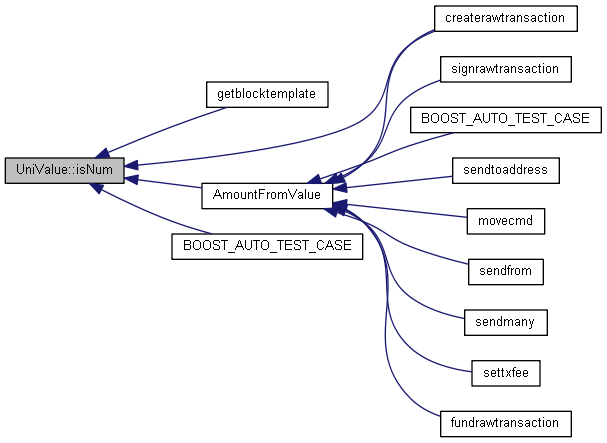 createrawtransaction
signrawtransaction
getblocktemplate
BOOST_AUTO_TEST_CASE
UniValue::isNum
sendtoaddress
AmountFromValue
movecmd
BOOST_AUTO_TEST_CASE
sendfrom
sendmany
settxfee
fundrawtransaction